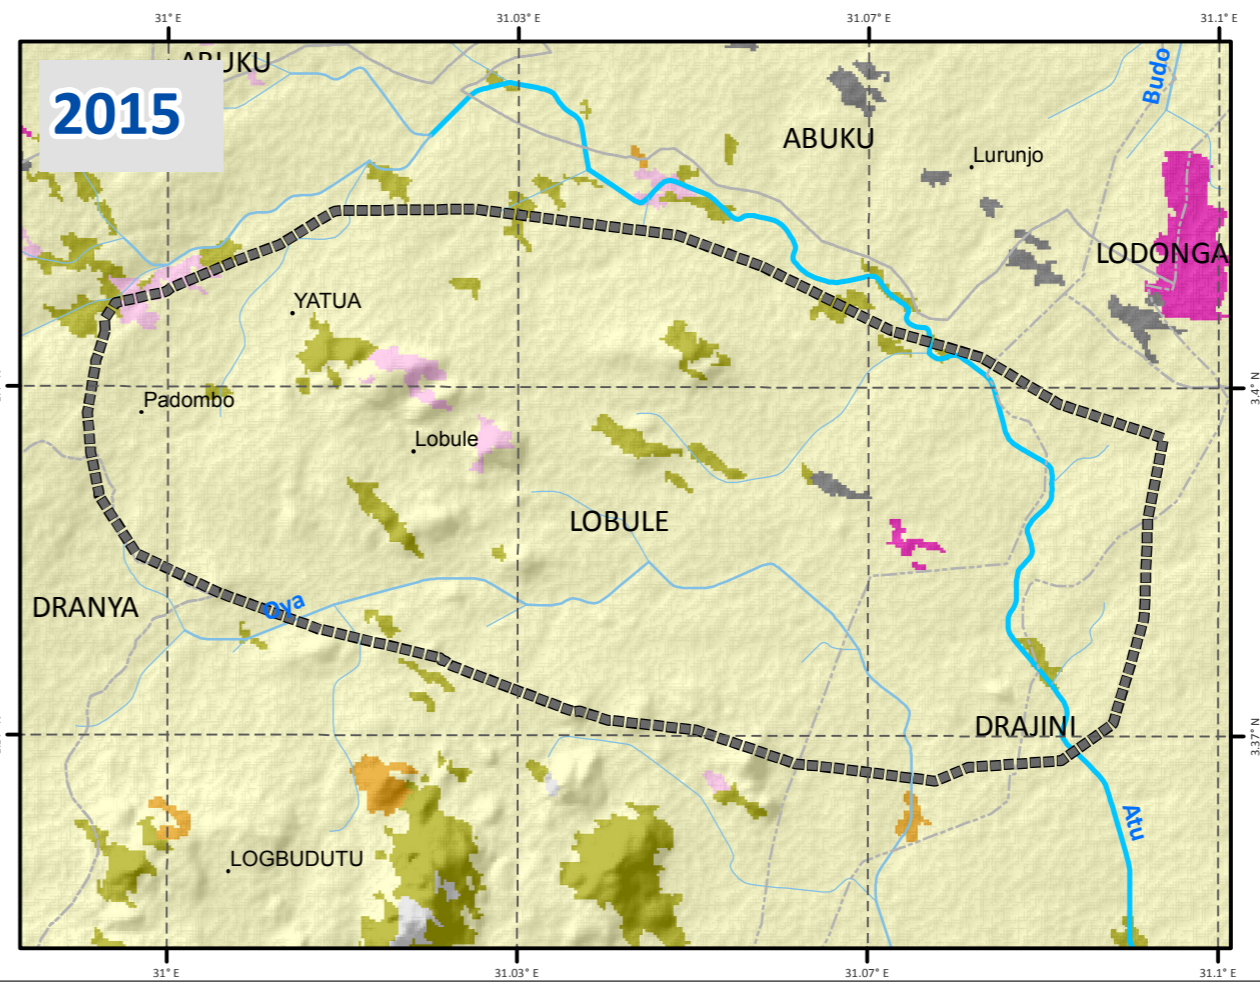 31° E
31.03° E
31.07° E
31.1° E
ABUKU
2015
Budo
ABUKU
Lurunjo
LODONGA
YATUA
3.4° N
Padombo
Lobule
LOBULE
DRANYA
Oya
DRAJINI
3.37° N
Atu
LOGBUDUTU
31° E
31.03° E
31.07° E
31.1° E